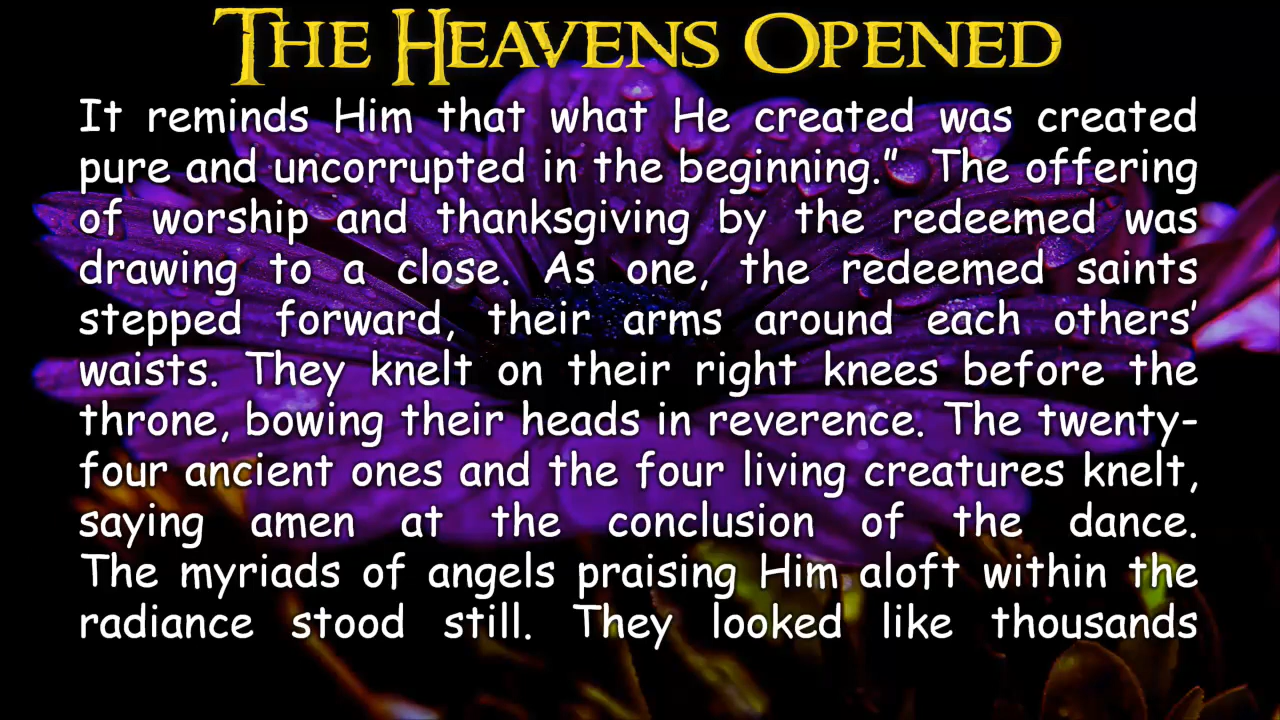 THE HEAVENS OPENED
It reminds Him that what He created was created
pure and uncorrupted in the beginning.” The offering
of worship and thanksgiving by the redeemed was
drawing to a close. As one, the redeemed saints
stepped forward, their arms around each others’
waists. They knelt on their right knees before the
throne, bowing their heads in reverence. The twenty-
four ancient ones and the four living creatures knelt,
saying amen at the conclusion of the dance.
The myriads of angels praising Him aloft within the
radiance stood still. They looked like thousands